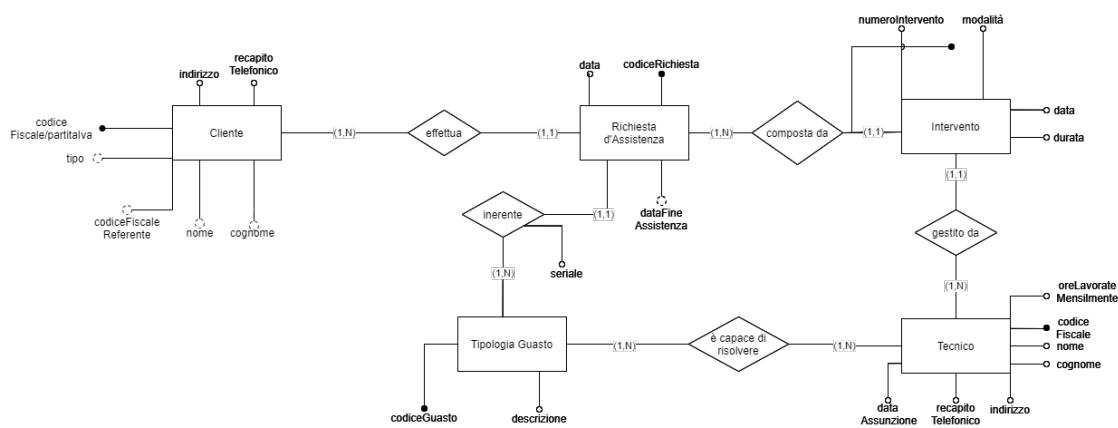 numeroIntervento
modalità
recapito
Telefonico
indirizzo
data
codiceRichiesta
codice
Fiscale/partitaIva
Cliente
(1,N)
effettua
(1,1)
Richiesta
d'Assistenza
(1,N)
composta da
(1,1)
Intervento
data
durata
tipo
codiceFiscale
Referente
nome
cognome
inerente
(1,1)
dataFine
Assistenza
(1,1)
gestito da
(1,N)
seriale
(1,N)
oreLavorate
Mensilmente
codice
Fiscale
nome
cognome
Tipologia Guasto
(1,N)
è capace di
risolvere
(1,N)
Tecnico
codiceGuasto
descrizione
data
Assunzione
recapito
Telefonico
indirizzo